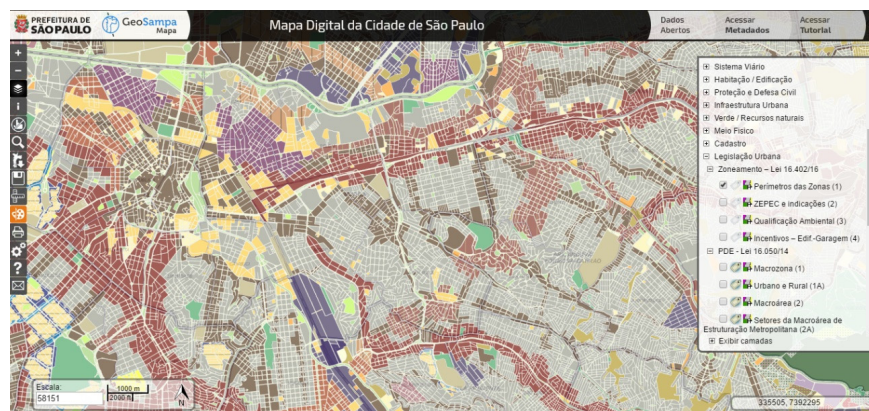 PREFEITURA DE
SÃO PAULO
GeoSampa
Mapa
Mapa Digital da Cidade de São Paulo
Dados
Abertos
Acessar
Metadados
Acessar
Tutorial
Sistema Viário
Habitação / Edificação
Proteção e Defesa Civil
Infraestrutura Urbana
Verde / Recursos naturais
Meio Físico
Cadastro
Legislação Urbana
Zoneamento – Lei 16.402/16
Perímetros das Zonas (1)
ZEPEC e indicações (2)
Qualificação Ambiental (3)
Incentivos – Edif.-Garagem (4)
PDE - Lei 16.050/14
Macrozona (1)
Urbano e Rural (1A)
Macroárea (2)
Setores da Macroárea de
Estruturação Metropolitana (2A)
Exibir camadas
Escala:
58151
1000 m
2000 ft
N
335505, 7392295